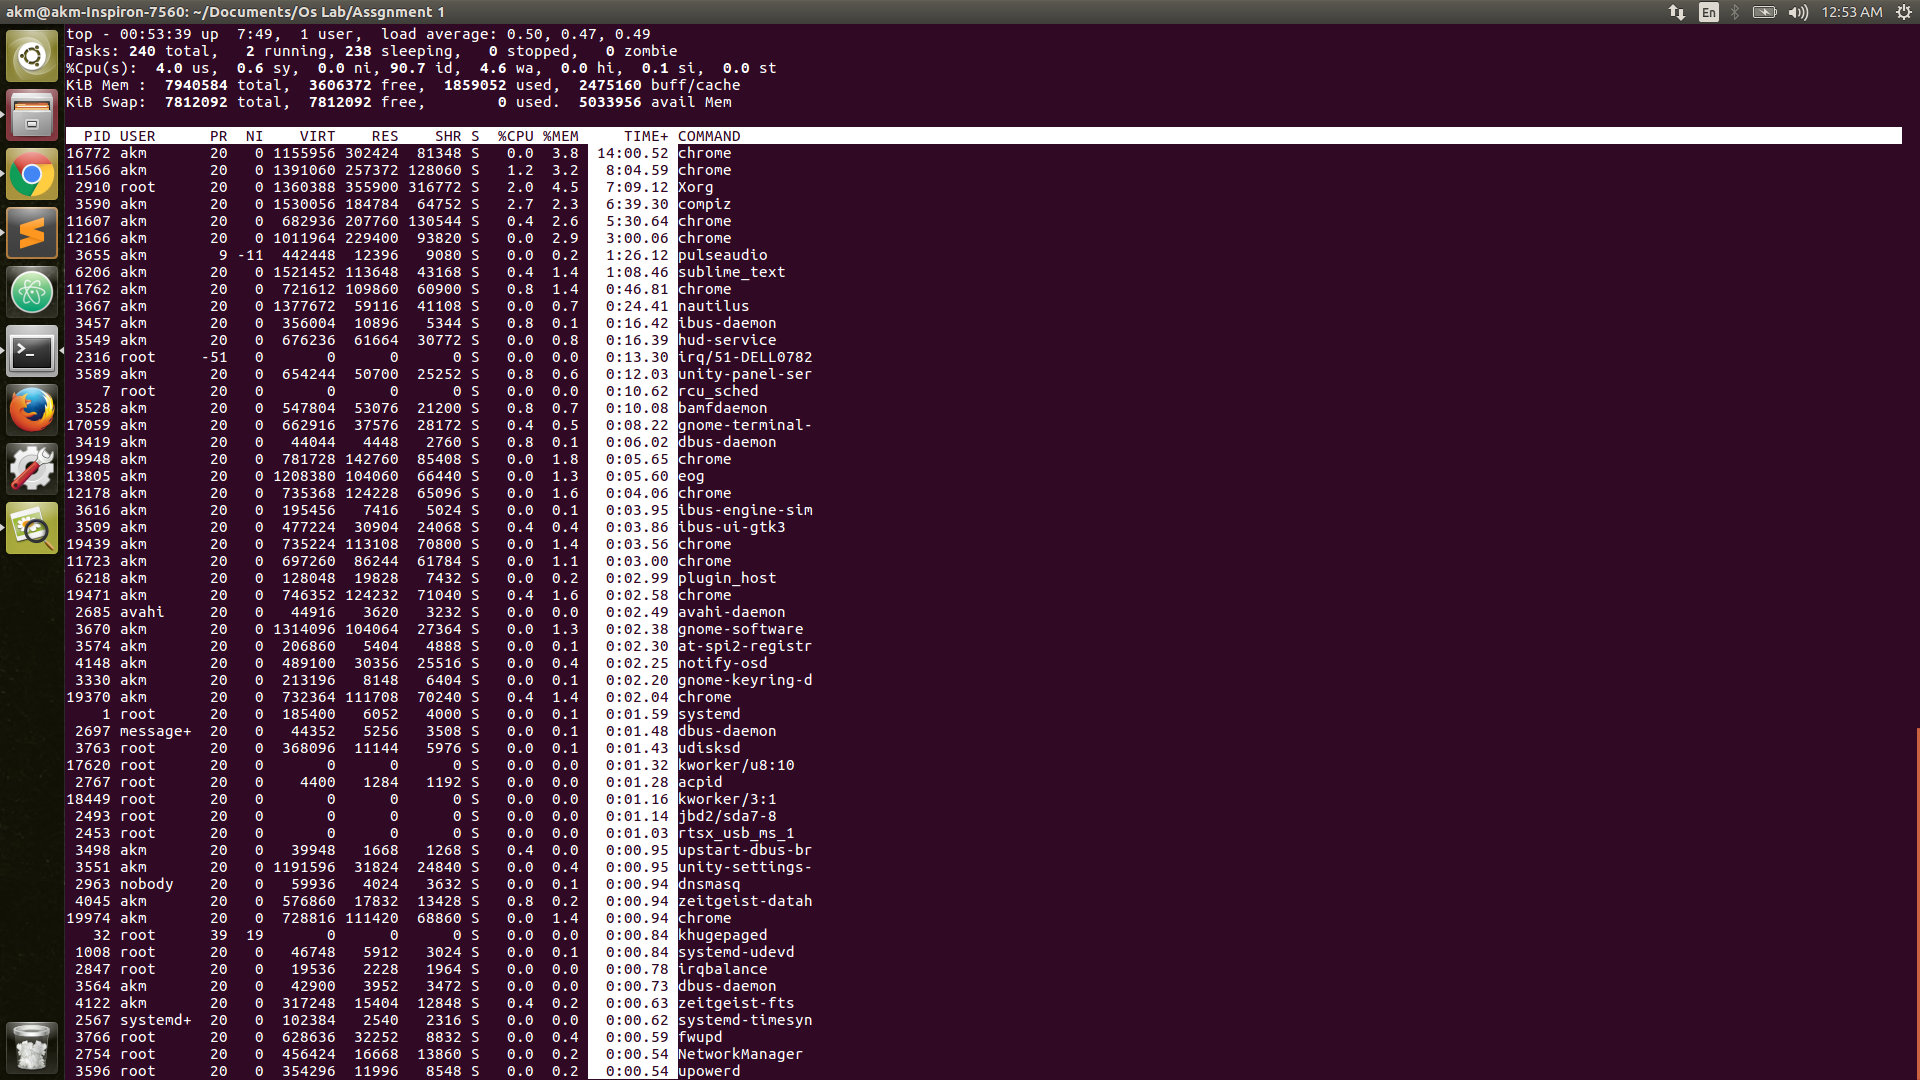 akm@akm-Inspiron-7560: ~/Documents/Os Lab/Assgnment 1 En 12:53 AM
top - 00:53:39 up  7:49,  1 user,  load average: 0.50, 0.47, 0.49
Tasks: 240 total,   2 running, 238 sleeping,   0 stopped,   0 zombie
%Cpu(s):  4.0 us,  0.6 sy,  0.0 ni, 90.7 id,  4.6 wa,  0.0 hi,  0.1 si,  0.0 st
KiB Mem :  7940584 total,  3606372 free,  1859052 used,  2475160 buff/cache
KiB Swap:  7812092 total,  7812092 free,        0 used.  5033956 avail Mem
PID USER PR NI VIRT RES SHR S %CPU %MEM TIME+ COMMAND
16772 akm 20 0 1155956 302424 81348 S 0.0 3.8 14:00.52 chrome
11566 akm 20 0 1391060 257372 128060 S 1.2 3.2 8:04.59 chrome
2910 root 20 0 1360388 355900 316772 S 2.0 4.5 7:09.12 Xorg
3590 akm 20 0 1530056 184784 64752 S 2.7 2.3 6:39.30 compiz
11607 akm 20 0 682936 207760 130544 S 0.4 2.6 5:30.64 chrome
12166 akm 20 0 1011964 229400 93820 S 0.0 2.9 3:00.06 chrome
3655 akm 9 -11 442448 12396 9080 S 0.0 0.2 1:26.12 pulseaudio
6206 akm 20 0 1521452 113648 43168 S 0.4 1.4 1:08.46 sublime_text
11762 akm 20 0 721612 109860 60900 S 0.8 1.4 0:46.81 chrome
3667 akm 20 0 1377672 59116 41108 S 0.0 0.7 0:24.41 nautilus
3457 akm 20 0 356004 10896 5344 S 0.8 0.1 0:16.42 ibus-daemon
3549 akm 20 0 676236 61664 30772 S 0.0 0.8 0:16.39 hud-service
2316 root -51 0 0 0 0 S 0.0 0.0 0:13.30 irq/51-DELL0782
3589 akm 20 0 654244 50700 25252 S 0.8 0.6 0:12.03 unity-panel-ser
7 root 20 0 0 0 0 S 0.0 0.0 0:10.62 rcu_sched
3528 akm 20 0 547804 53076 21200 S 0.8 0.7 0:10.08 bamfdaemon
17059 akm 20 0 662916 37576 28172 S 0.4 0.5 0:08.22 gnome-terminal-
3419 akm 20 0 44044 4448 2760 S 0.8 0.1 0:06.02 dbus-daemon
19948 akm 20 0 781728 142760 85408 S 0.0 1.8 0:05.65 chrome
13805 akm 20 0 1208380 104060 66440 S 0.0 1.3 0:05.60 eog
12178 akm 20 0 735368 124228 65096 S 0.0 1.6 0:04.06 chrome
3616 akm 20 0 195456 7416 5024 S 0.0 0.1 0:03.95 ibus-engine-sim
3509 akm 20 0 477224 30904 24068 S 0.4 0.4 0:03.86 ibus-ui-gtk3
19439 akm 20 0 735224 113108 70800 S 0.0 1.4 0:03.56 chrome
11723 akm 20 0 697260 86244 61784 S 0.0 1.1 0:03.00 chrome
6218 akm 20 0 128048 19828 7432 S 0.0 0.2 0:02.99 plugin_host
19471 akm 20 0 746352 124232 71040 S 0.4 1.6 0:02.58 chrome
2685 avahi 20 0 44916 3620 3232 S 0.0 0.0 0:02.49 avahi-daemon
3670 akm 20 0 1314096 104064 27364 S 0.0 1.3 0:02.38 gnome-software
3574 akm 20 0 206860 5404 4888 S 0.0 0.1 0:02.30 at-spi2-registr
4148 akm 20 0 489100 30356 25516 S 0.0 0.4 0:02.25 notify-osd
3330 akm 20 0 213196 8148 6404 S 0.0 0.1 0:02.20 gnome-keyring-d
19370 akm 20 0 732364 111708 70240 S 0.4 1.4 0:02.04 chrome
1 root 20 0 185400 6052 4000 S 0.0 0.1 0:01.59 systemd
2697 message+ 20 0 44352 5256 3508 S 0.0 0.1 0:01.48 dbus-daemon
3763 root 20 0 368096 11144 5976 S 0.0 0.1 0:01.43 udisksd
17620 root 20 0 0 0 0 S 0.0 0.0 0:01.32 kworker/u8:10
2767 root 20 0 4400 1284 1192 S 0.0 0.0 0:01.28 acpid
18449 root 20 0 0 0 0 S 0.0 0.0 0:01.16 kworker/3:1
2493 root 20 0 0 0 0 S 0.0 0.0 0:01.14 jbd2/sda7-8
2453 root 20 0 0 0 0 S 0.0 0.0 0:01.03 rtsx_usb_ms_1
3498 akm 20 0 39948 1668 1268 S 0.4 0.0 0:00.95 upstart-dbus-br
3551 akm 20 0 1191596 31824 24840 S 0.0 0.4 0:00.95 unity-settings-
2963 nobody 20 0 59936 4024 3632 S 0.0 0.1 0:00.94 dnsmasq
4045 akm 20 0 576860 17832 13428 S 0.8 0.2 0:00.94 zeitgeist-datah
19974 akm 20 0 728816 111420 68860 S 0.0 1.4 0:00.94 chrome
32 root 39 19 0 0 0 S 0.0 0.0 0:00.84 khugepaged
1008 root 20 0 46748 5912 3024 S 0.0 0.1 0:00.84 systemd-udevd
2847 root 20 0 19536 2228 1964 S 0.0 0.0 0:00.78 irqbalance
3564 akm 20 0 42900 3952 3472 S 0.0 0.0 0:00.73 dbus-daemon
4122 akm 20 0 317248 15404 12848 S 0.4 0.2 0:00.63 zeitgeist-fts
2567 systemd+ 20 0 102384 2540 2316 S 0.0 0.0 0:00.62 systemd-timesyn
3766 root 20 0 628636 32252 8832 S 0.0 0.4 0:00.59 fwupd
2754 root 20 0 456424 16668 13860 S 0.0 0.2 0:00.54 NetworkManager
3596 root 20 0 354296 11996 8548 S 0.0 0.2 0:00.54 upowerd